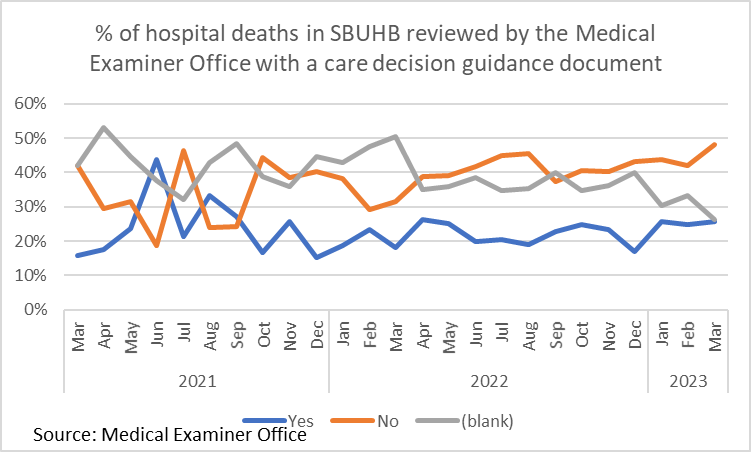 % of hospital deaths in SBUHB reviewed by the Medical
Examiner Office with a care decision guidance document
60%
50%
40%
30%
20%
10%
0%
Mar Apr May Jun Jul Aug Sep Oct Nov Dec Jan Feb Mar Apr May Jun Jul Aug Sep Oct Nov Dec Jan Feb Mar
2021 2022 2023
Yes No (blank)
Source: Medical Examiner Office